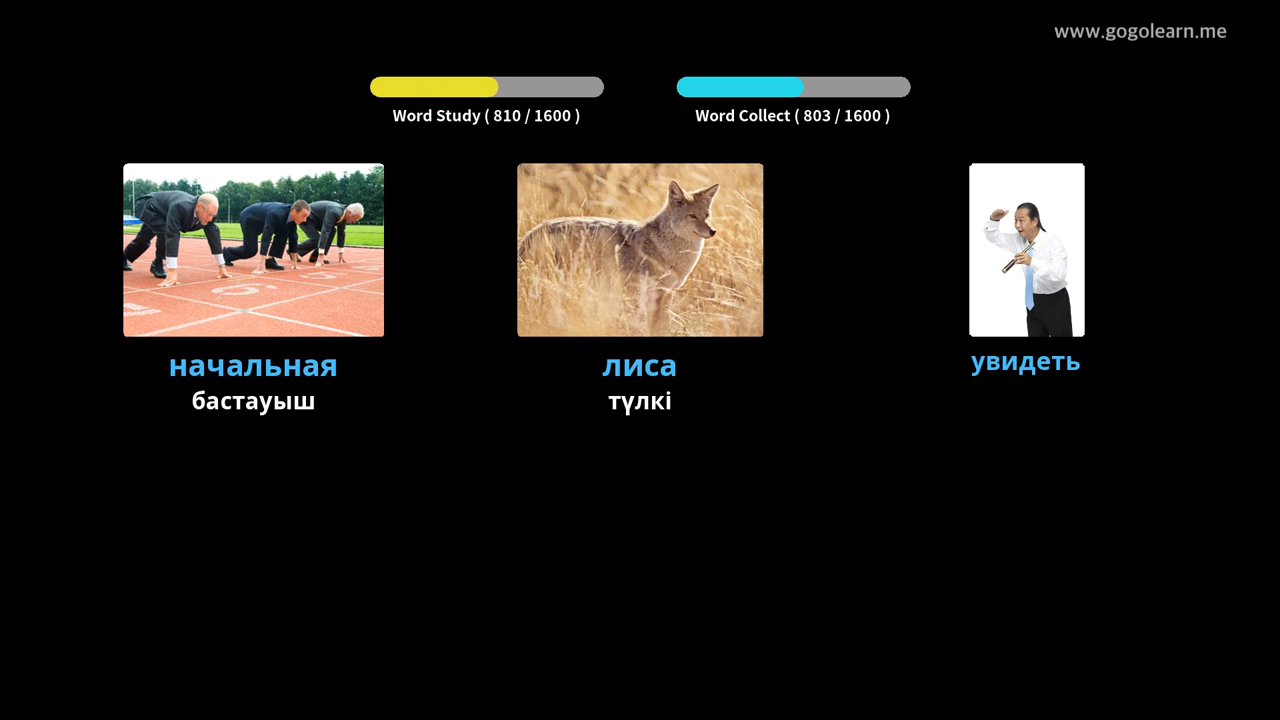 www.gogolearn.me
Word Study ( 810 / 1600 )
Word Collect ( 803 / 1600 )
начальная
бастауыш
лиса
түлкі
увидеть